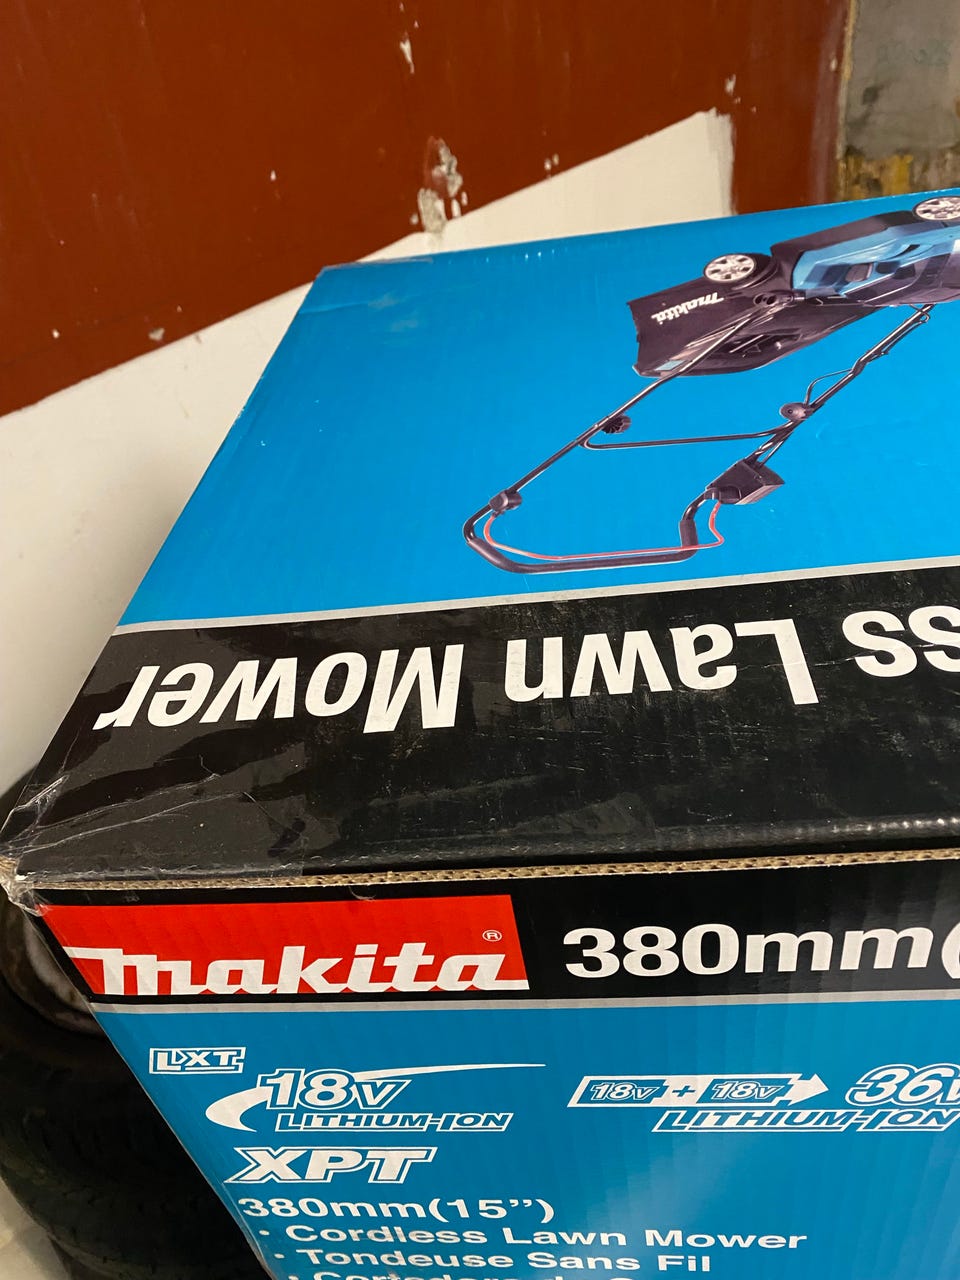 makita
ss Lawn Mower
makita® 380mm(
LXT
18V
LITHIUM-ION
18V + 18V 36V
LITHIUM-ION
XPT
380mm(15”)
• Cordless Lawn Mower
• Tondeuse Sans Fil